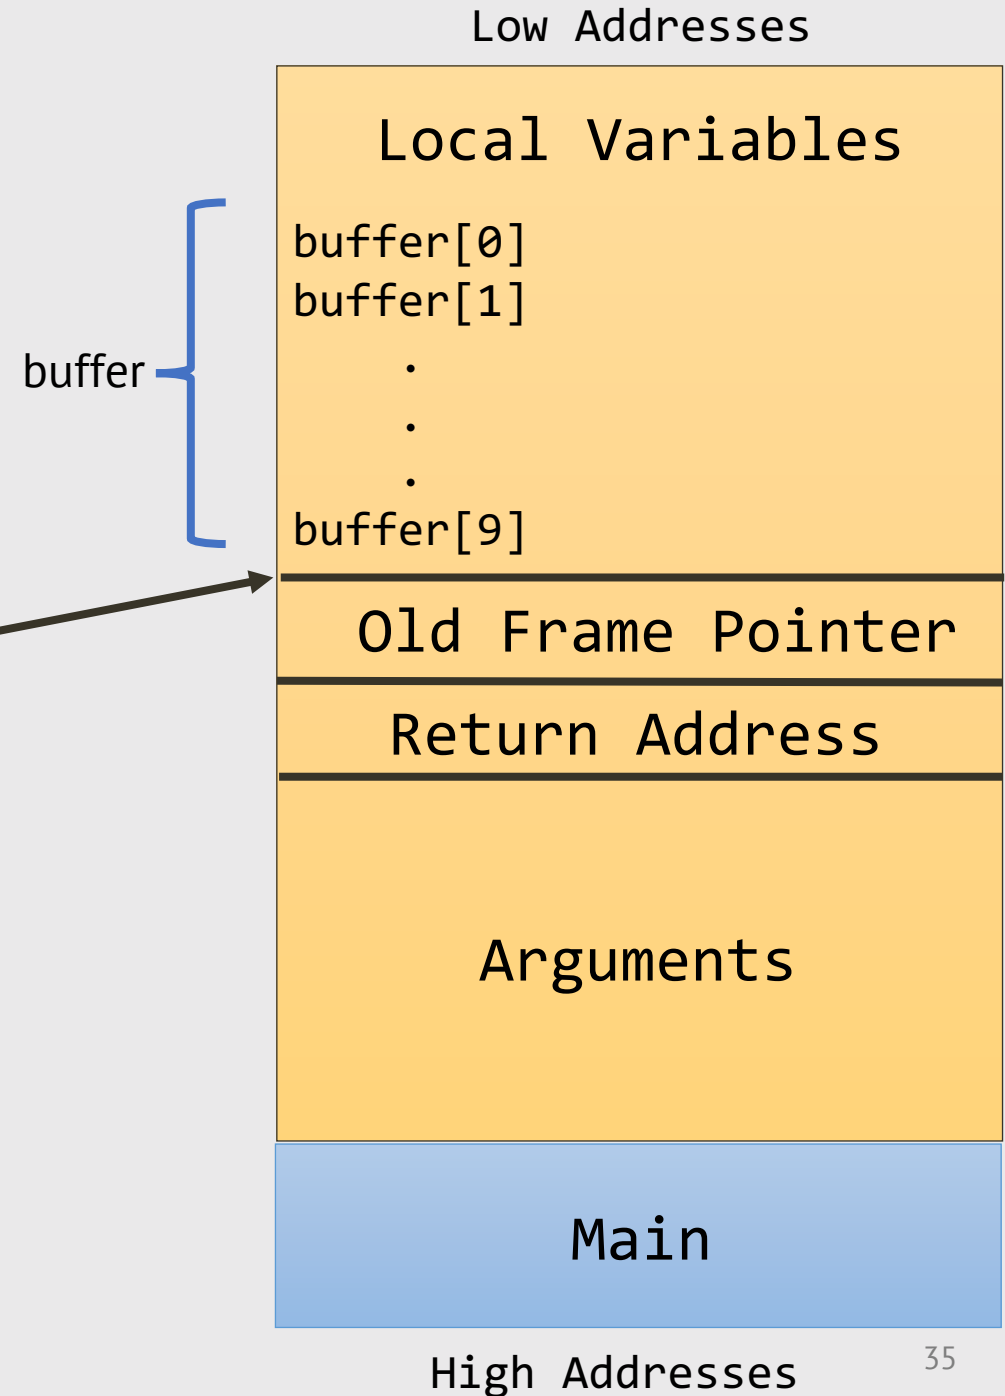 Low Addresses
Local Variables
buffer[0]
buffer[1]
buffer
.
.
.
buffer[9]
Old Frame Pointer
Return Address
Arguments
Main
High Addresses
35